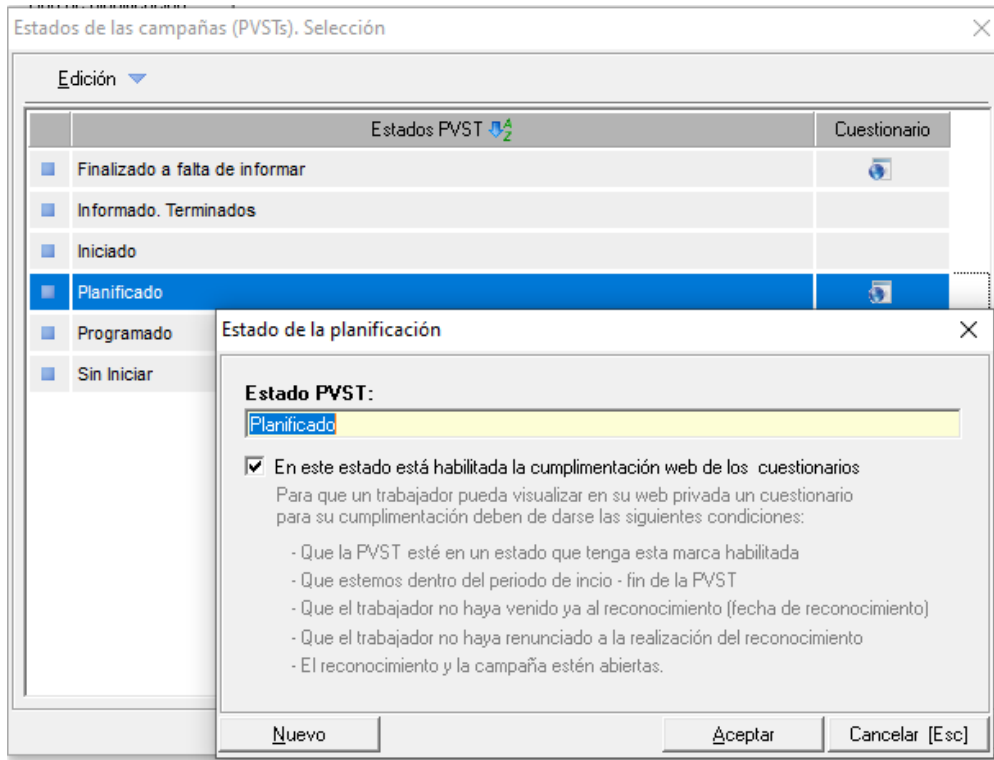 Estados de las campañas (PVSTs). Selección
Edición
Estados PVST
Cuestionario
Finalizado a falta de informar
Informado. Terminados
Iniciado
Planificado
Programado
Sin Iniciar
Estado de la planificación
Estado PVST:
Planificado
En este estado está habilitada la cumplimentación web de los cuestionarios
Para que un trabajador pueda visualizar en su web privada un cuestionario
para su cumplimentación deben de darse las siguientes condiciones:
- Que la PVST esté en un estado que tenga esta marca habilitada
- Que estemos dentro del periodo de incio - fin de la PVST
- Que el trabajador no haya venido ya al reconocimiento (fecha de reconocimiento)
- Que el trabajador no haya renunciado a la realización del reconocimiento
- El reconocimiento y la campaña estén abiertas.
Nuevo
Aceptar
Cancelar [Esc]